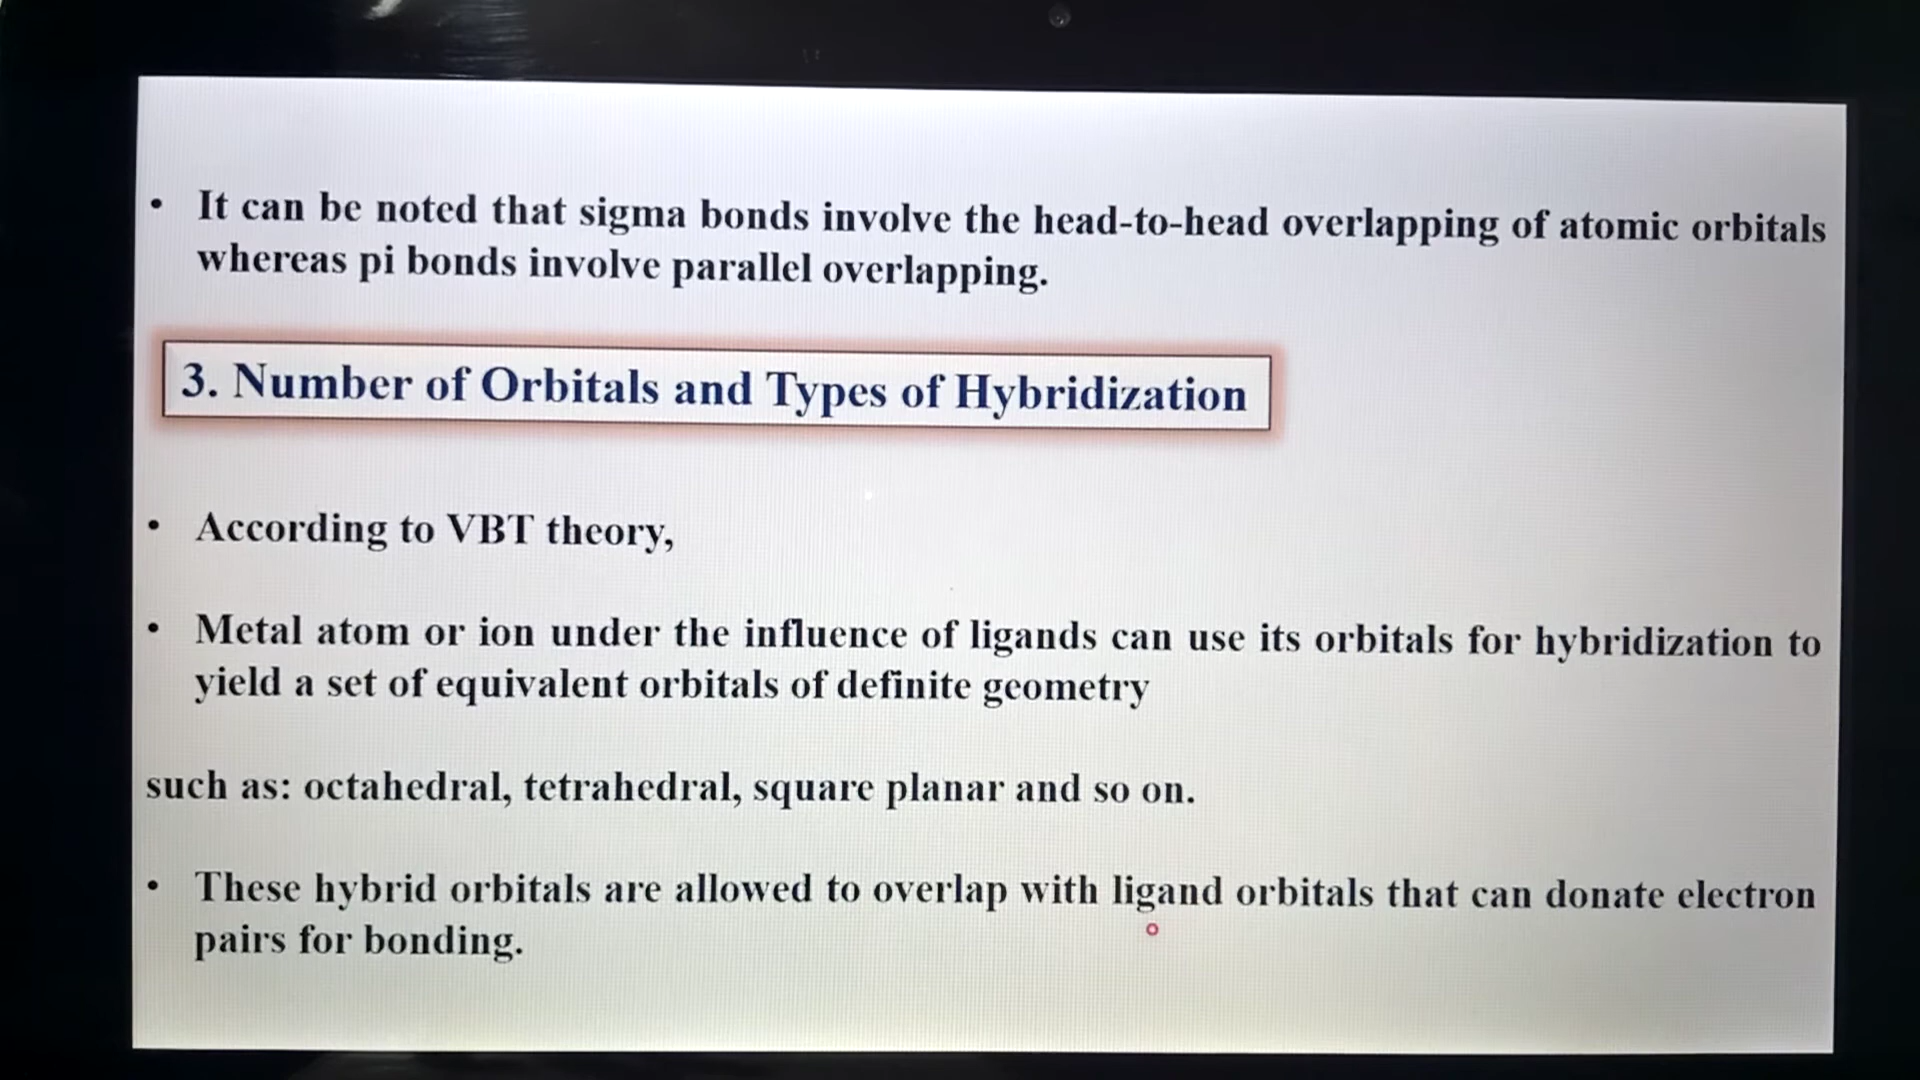 • It can be noted that sigma bonds involve the head-to-head overlapping of atomic orbitals
whereas pi bonds involve parallel overlapping.
3. Number of Orbitals and Types of Hybridization
• According to VBT theory,
• Metal atom or ion under the influence of ligands can use its orbitals for hybridization to
yield a set of equivalent orbitals of definite geometry
such as: octahedral, tetrahedral, square planar and so on.
• These hybrid orbitals are allowed to overlap with ligand orbitals that can donate electron
pairs for bonding.